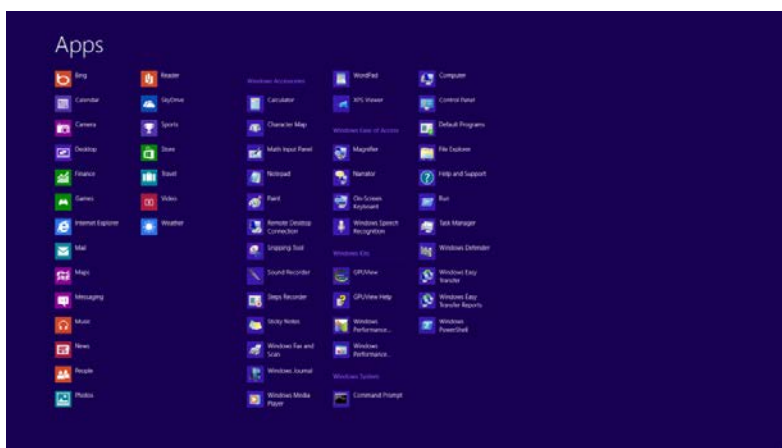 Apps
Bing
Calendar
Camera
Desktop
Finance
Games
Internet Explorer
Mail
Maps
Messaging
Music
News
People
Photos
Reader
SkyDrive
Sports
Store
Travel
Video
Weather
Windows Accessories
Calculator
Character Map
Math Input Panel
Notepad
Paint
Remote Desktop
Connection
Snipping Tool
Sound Recorder
Steps Recorder
Sticky Notes
Windows Fax and
Scan
Windows Journal
Windows Media
Player
WordPad
XPS Viewer
Windows Ease of Access
Magnifier
Narrator
On-Screen
Keyboard
Windows Speech
Recognition
Windows Kits
GPUView
GPUView Help
Windows
Performance...
Windows
Performance...
Windows System
Command Prompt
Computer
Control Panel
Default Programs
File Explorer
Help and Support
Run
Task Manager
Windows Defender
Windows Easy
Transfer
Windows Easy
Transfer Reports
Windows
PowerShell